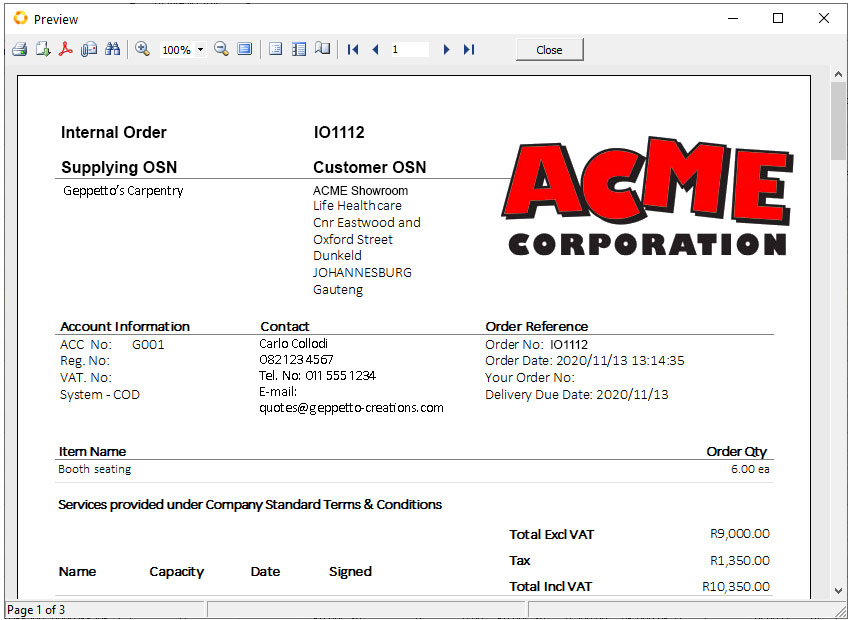 Preview
100%
1
Close
Internal Order IO1112
Supplying OSN Customer OSN
Geppetto's Carpentry ACME Showroom
Life Healthcare
Cnr Eastwood and
Oxford Street
Dunkeld
JOHANNESBURG
Gauteng
ACME
CORPORATION
Account Information Contact Order Reference
ACC No: G001 Carlo Collodi Order No: IO1112
Reg. No: 0821234567 Order Date: 2020/11/13 13:14:35
VAT. No: Tel. No: 011 555 1234 Your Order No:
System - COD E-mail: Delivery Due Date: 2020/11/13
quotes@geppetto-creations.com
Item Name Order Qty
Booth seating 6.00 ea
Services provided under Company Standard Terms & Conditions
Total Excl VAT R9,000.00
Tax R1,350.00
Name Capacity Date Signed
Total Incl VAT R10,350.00
Page 1 of 3